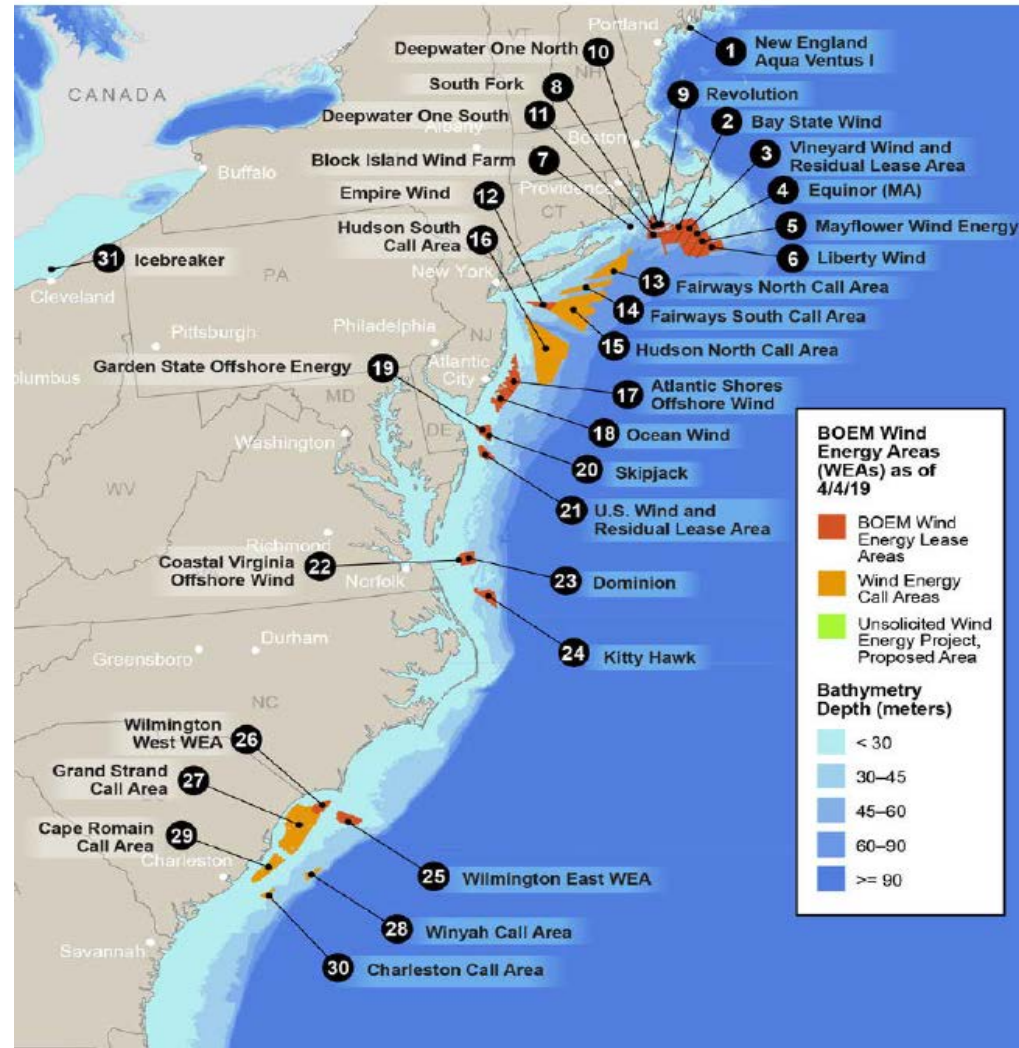 Portland
1
New England
Aqua Ventus I
Deepwater One North
10
VT
NH
South Fork
8
9
Revolution
CANADA
Deepwater One South
11
2
Bay State Wind
Albany
Boston
Block Island Wind Farm
7
3
Vineyard Wind and
Residual Lease Area
Buffalo
Providence
Empire Wind
12
CT
4
Equinor (MA)
Hudson South
Call Area
16
5
Mayflower Wind Energy
31
Icebreaker
PA
New York
6
Liberty Wind
Cleveland
13
Fairways North Call Area
Pittsburgh
Philadelphia
NJ
14
Fairways South Call Area
Garden State Offshore Energy
19
Atlantic
City
15
Hudson North Call Area
olumbus
MD
17
Atlantic Shores
Offshore Wind
Washington
DE
18
Ocean Wind
WV
20
Skipjack
21
U.S. Wind and
Residual Lease Area
Richmond
Coastal Virginia
Offshore Wind
22
Norfolk
23
Dominion
Durham
Greensboro
24
Kitty Hawk
NC
Wilmington
West WEA
26
Grand Strand
Call Area
27
Cape Romain
Call Area
29
Charleston
25
Wilmington East WEA
28
Winyah Call Area
Savannah
30
Charleston Call Area
BOEM Wind
Energy Areas
(WEAs) as of
4/4/19
BOEM Wind
Energy Lease
Areas
Wind Energy
Call Areas
Unsolicited Wind
Energy Project,
Proposed Area
Bathymetry
Depth (meters)
< 30
30–45
45–60
60–90
>= 90